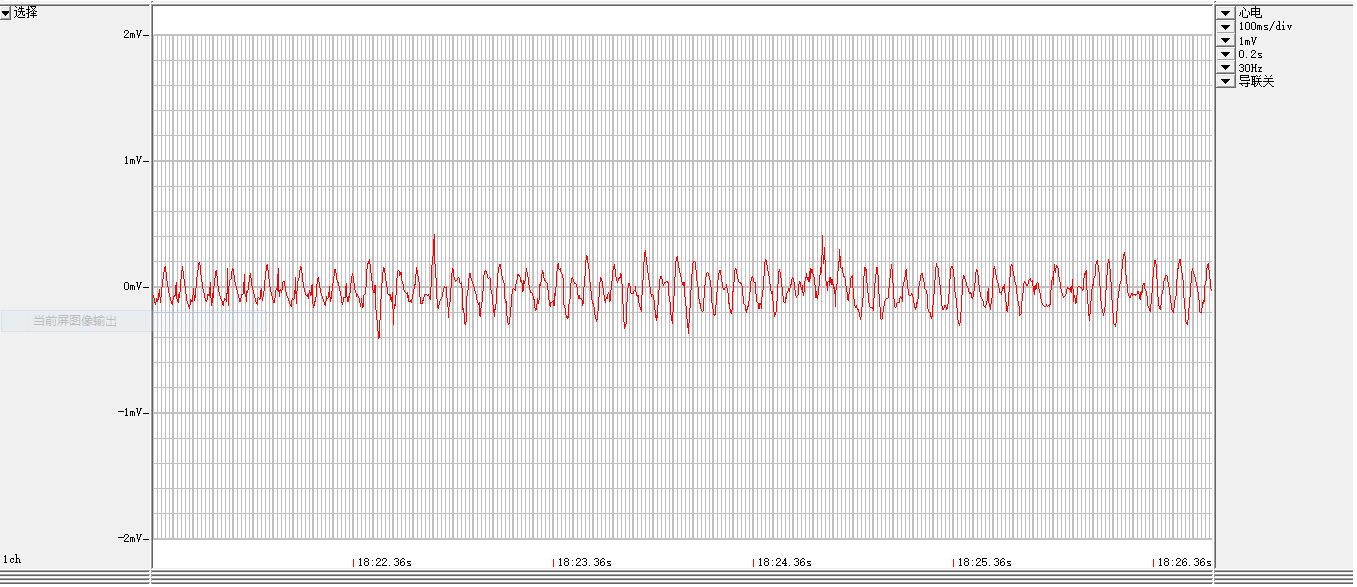 选择
2mV
1mV
0mV
当前屏图像输出
-1mV
-2mV
1ch
18:22.36s
18:23.36s
18:24.36s
18:25.36s
18:26.36s
心电
100ms/div
1mV
0.2s
30Hz
导联关